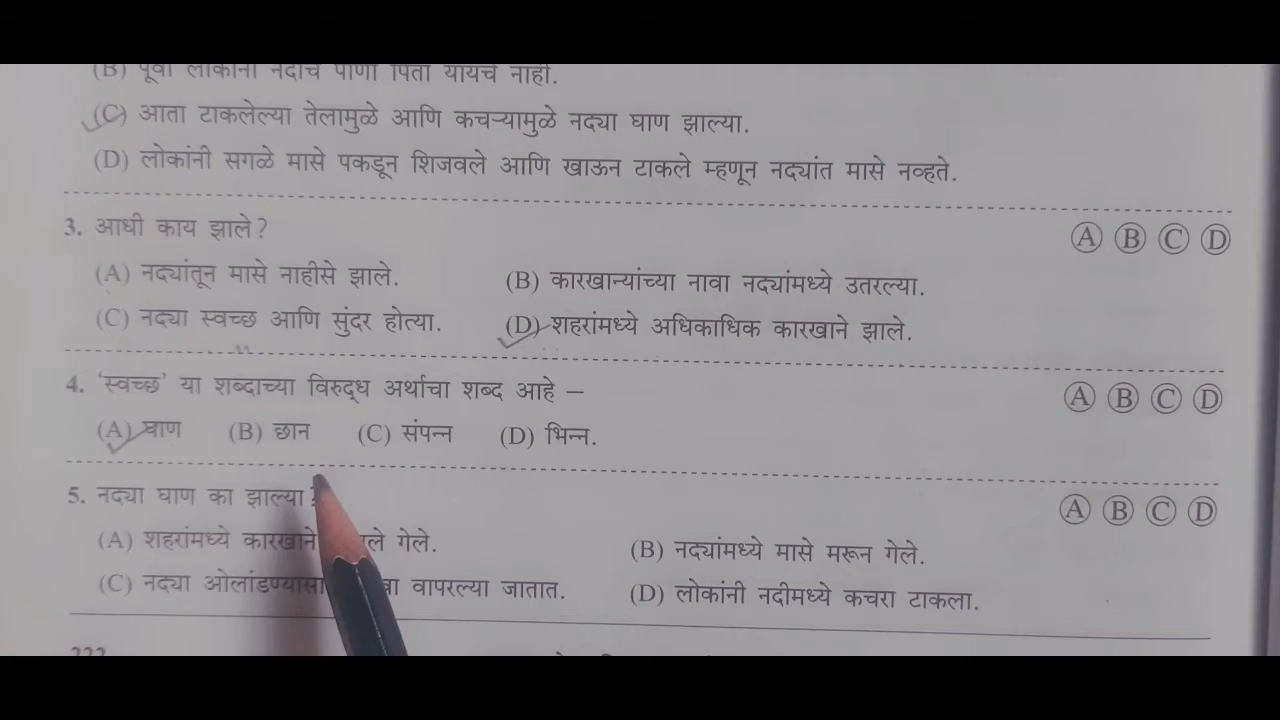 (B) पूर्वी लोकांनी नदीचे पाणी पिता यायचे नाही.
(C) आता टाकलेल्या तेलामुळे आणि कचऱ्यामुळे नद्या घाण झाल्या.
(D) लोकांनी सगळे मासे पकडून शिजवले आणि खाऊन टाकले म्हणून नद्यांत मासे नव्हते.
3. आधी काय झाले? Ⓐ Ⓑ Ⓒ Ⓓ
(A) नद्यांतून मासे नाहीसे झाले. (B) कारखान्यांच्या नावा नद्यांमध्ये उतरल्या.
(C) नद्या स्वच्छ आणि सुंदर होत्या. (D) शहरांमध्ये अधिकाधिक कारखाने झाले.
4. ‘स्वच्छ’ या शब्दाच्या विरुद्ध अर्थाचा शब्द आहे – Ⓐ Ⓑ Ⓒ Ⓓ
(A) घाण (B) छान (C) संपन्न (D) भिन्न.
5. नद्या घाण का झाल्या? Ⓐ Ⓑ Ⓒ Ⓓ
(A) शहरांमध्ये कारखाने ाले गेले. (B) नद्यांमध्ये मासे मरून गेले.
(C) नद्या ओलांडण्यासा वा वापरल्या जातात. (D) लोकांनी नदीमध्ये कचरा टाकला.